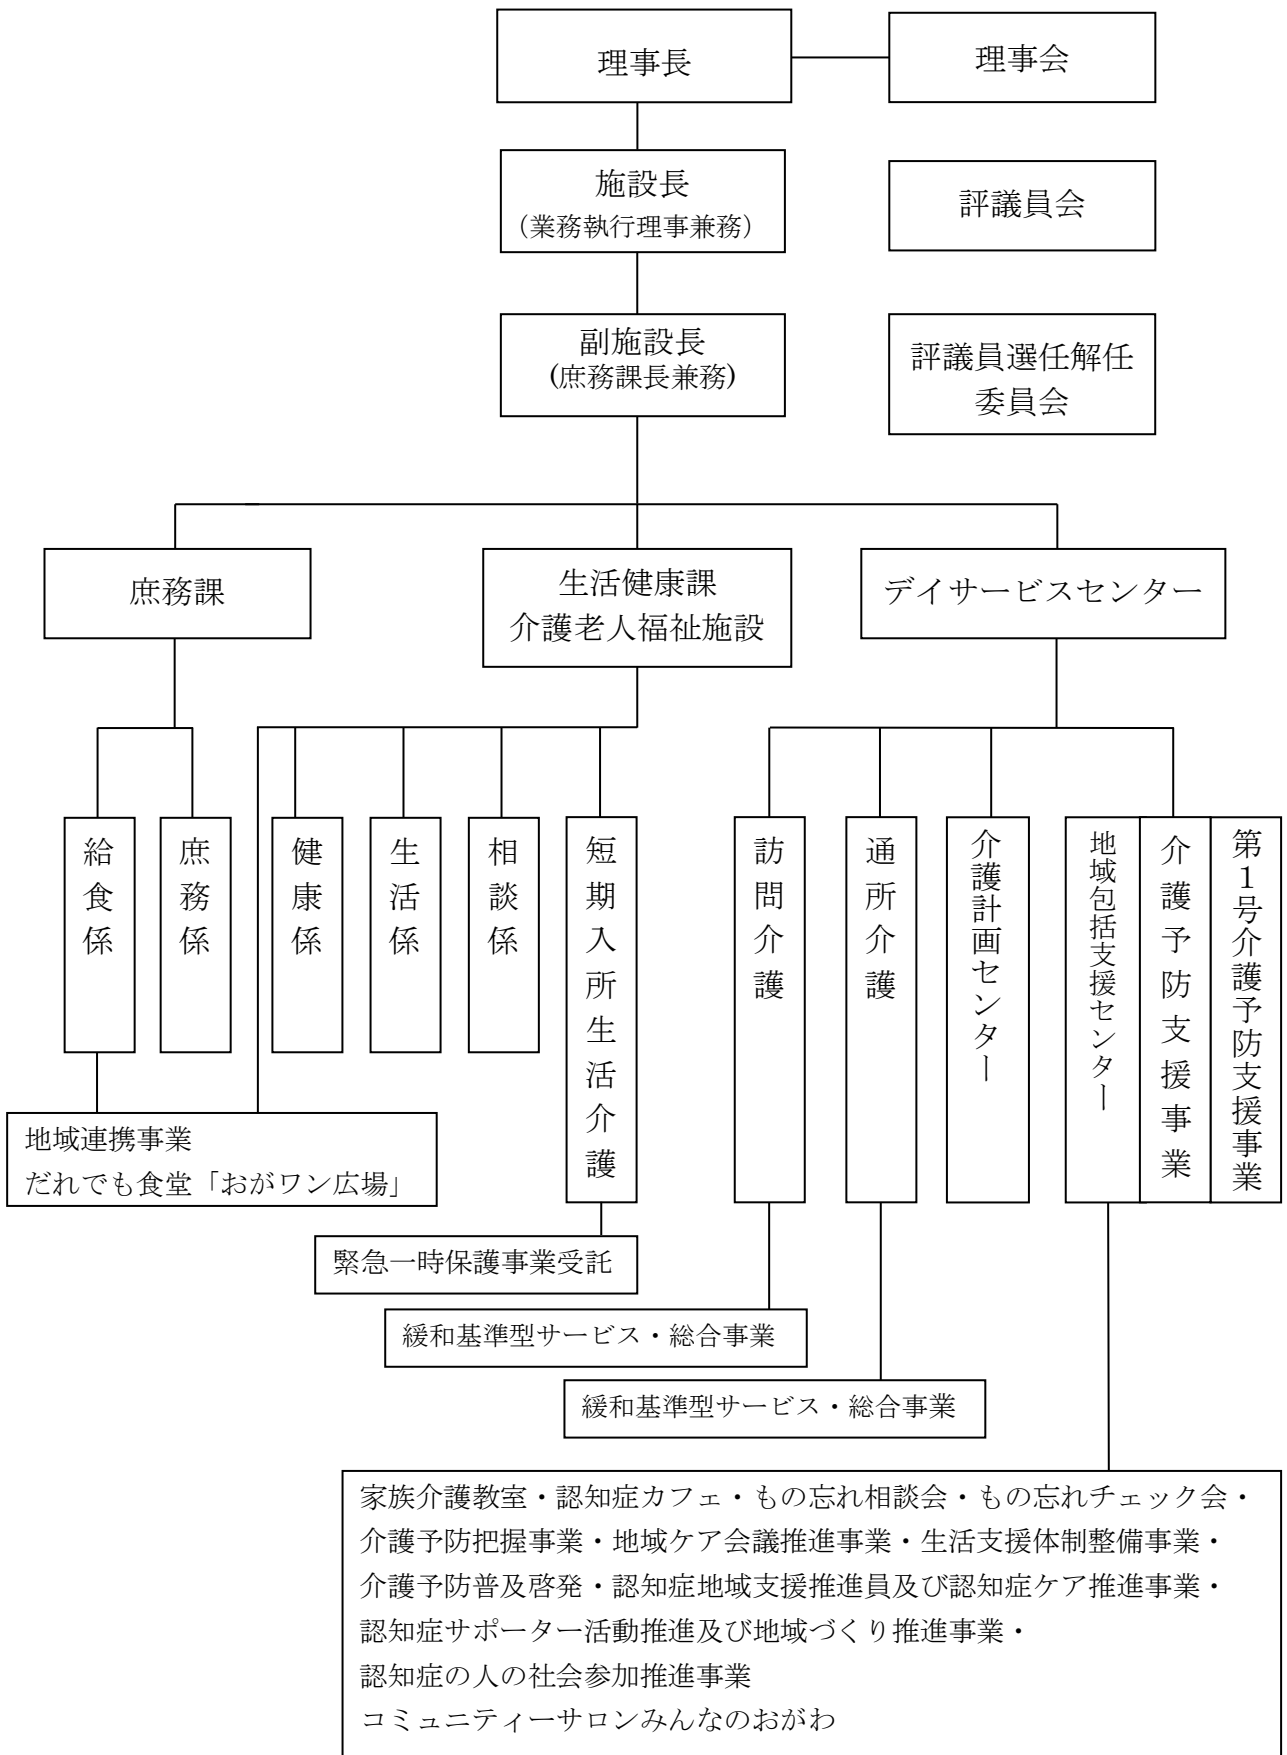 理事長
理事会
施設長
（業務執行理事兼務）
評議員会
副施設長
(庶務課長兼務)
評議員選任解任
委員会
庶務課
生活健康課
介護老人福祉施設
デイサービスセンター
給食係
庶務係
健康係
生活係
相談係
短期入所生活介護
訪問介護
通所介護
介護計画センター
地域包括支援センター
介護予防支援事業
第1号介護予防支援事業
地域連携事業
だれでも食堂「おがワン広場」
緊急一時保護事業受託
緩和基準型サービス・総合事業
緩和基準型サービス・総合事業
家族介護教室・認知症カフェ・もの忘れ相談会・もの忘れチェック会・
介護予防把握事業・地域ケア会議推進事業・生活支援体制整備事業・
介護予防普及啓発・認知症地域支援推進員及び認知症ケア推進事業・
認知症サポーター活動推進及び地域づくり推進事業・
認知症の人の社会参加推進事業
コミュニティーサロンみんなのおがわ